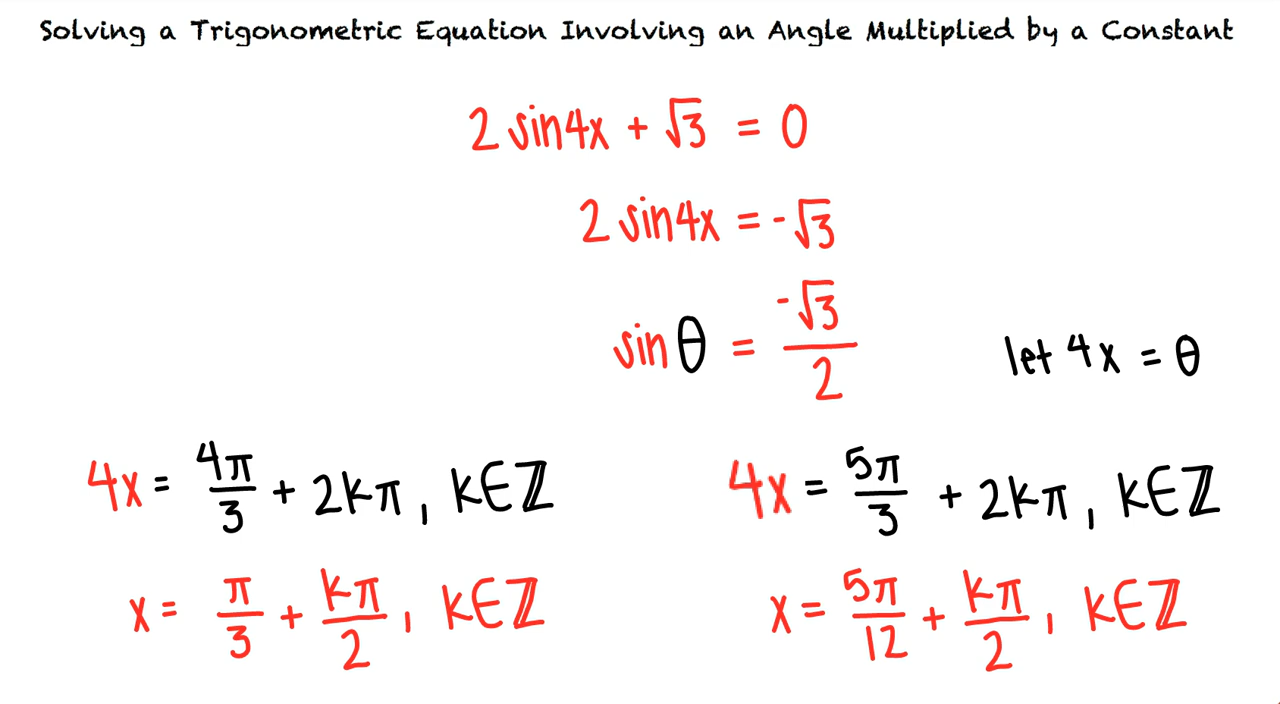 Solving a Trigonometric Equation Involving an Angle Multiplied by a Constant
2 sin4x + √3 = 0
2 sin4x = -√3
sin θ = -√3/2    let 4x = θ
4x = 4π/3 + 2kπ, k∈ℤ    4x = 5π/3 + 2kπ, k∈ℤ
x = π/3 + kπ/2, k∈ℤ    x = 5π/12 + kπ/2, k∈ℤ